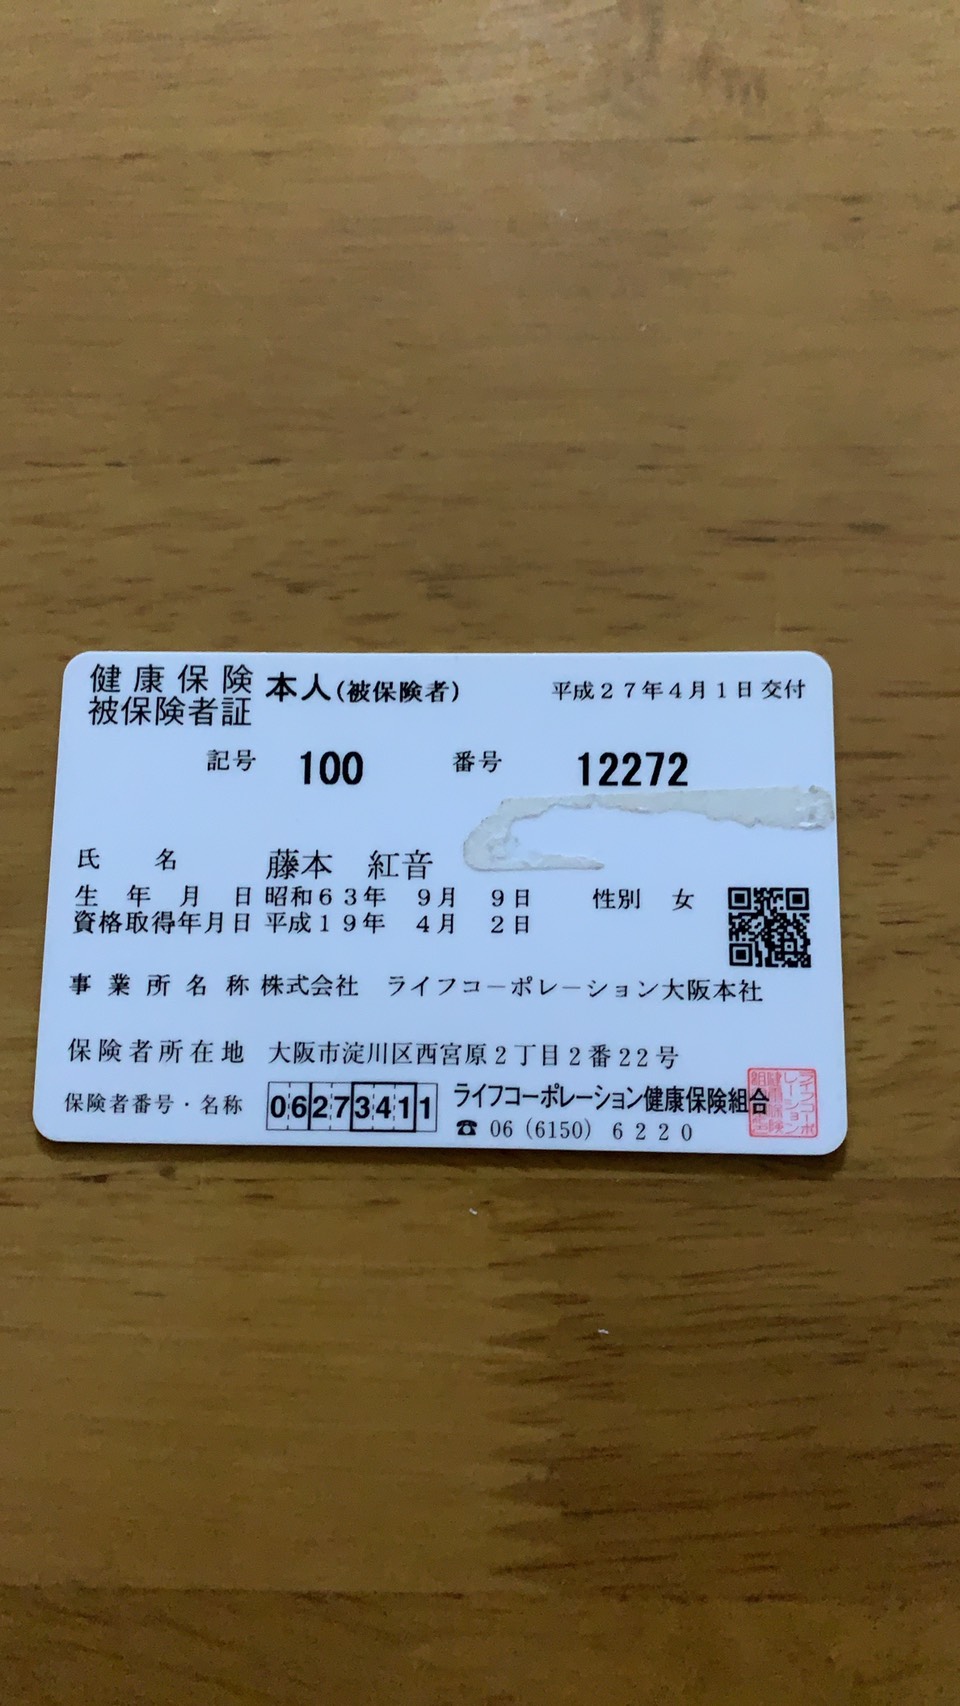 健康保険 本人(被保険者) 平成27年4月1日交付
被保険者証
記号 100 番号 12272
氏名 藤本 紅音
生年月日 昭和63年 9月 9日 性別 女
資格取得年月日 平成19年 4月 2日
事業所名称 株式会社 ライフコーポレーション大阪本社
保険者所在地 大阪市淀川区西宮原2丁目2番22号
保険者番号・名称 06273411 ライフコーポレーション健康保険組合
☎ 06(6150)6220